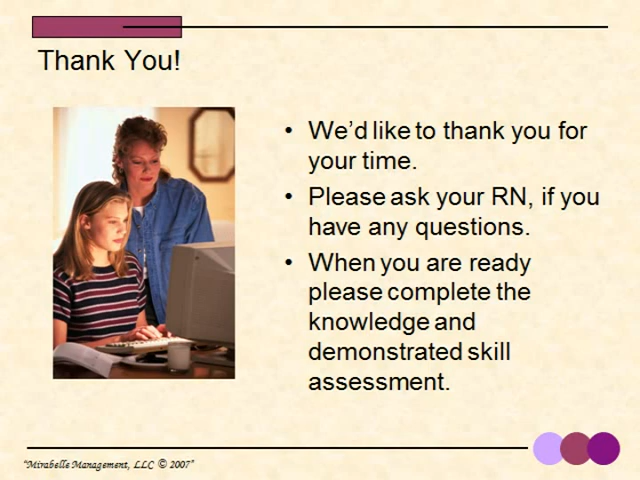 Thank You!
• We’d like to thank you for
your time.
• Please ask your RN, if you
have any questions.
• When you are ready
please complete the
knowledge and
demonstrated skill
assessment.
“Mirabelle Management, LLC © 2007”